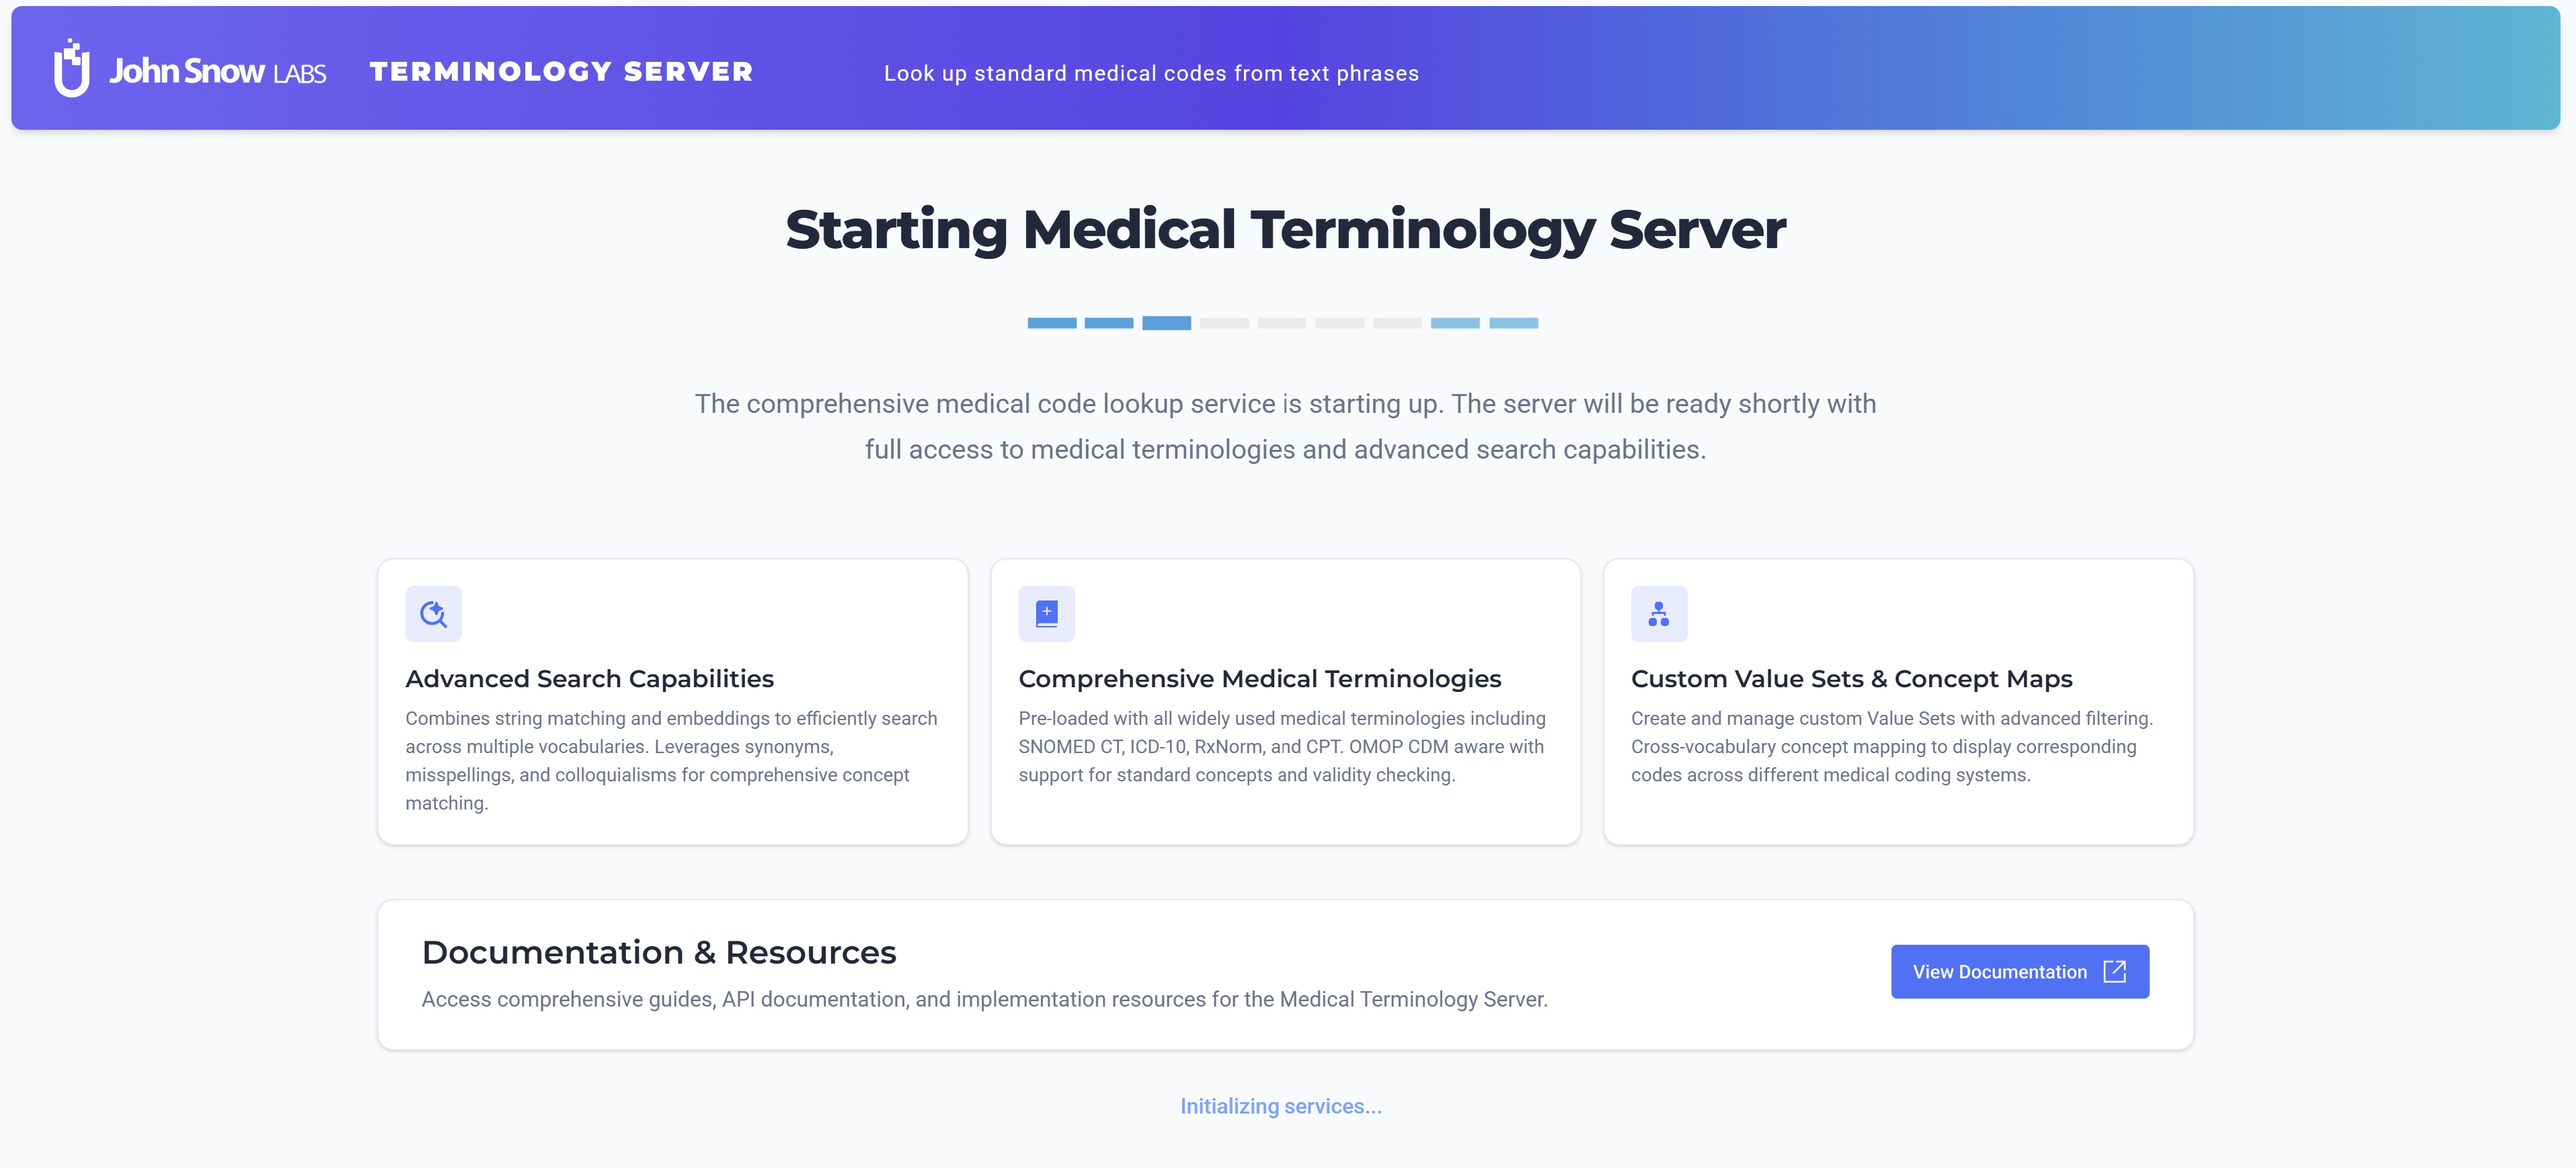 John Snow LABS
TERMINOLOGY SERVER
Look up standard medical codes from text phrases
Starting Medical Terminology Server
The comprehensive medical code lookup service is starting up. The server will be ready shortly with
full access to medical terminologies and advanced search capabilities.
Advanced Search Capabilities
Combines string matching and embeddings to efficiently search
across multiple vocabularies. Leverages synonyms,
misspellings, and colloquialisms for comprehensive concept
matching.
Comprehensive Medical Terminologies
Pre-loaded with all widely used medical terminologies including
SNOMED CT, ICD-10, RxNorm, and CPT. OMOP CDM aware with
support for standard concepts and validity checking.
Custom Value Sets & Concept Maps
Create and manage custom Value Sets with advanced filtering.
Cross-vocabulary concept mapping to display corresponding
codes across different medical coding systems.
Documentation & Resources
Access comprehensive guides, API documentation, and implementation resources for the Medical Terminology Server.
View Documentation
Initializing services...